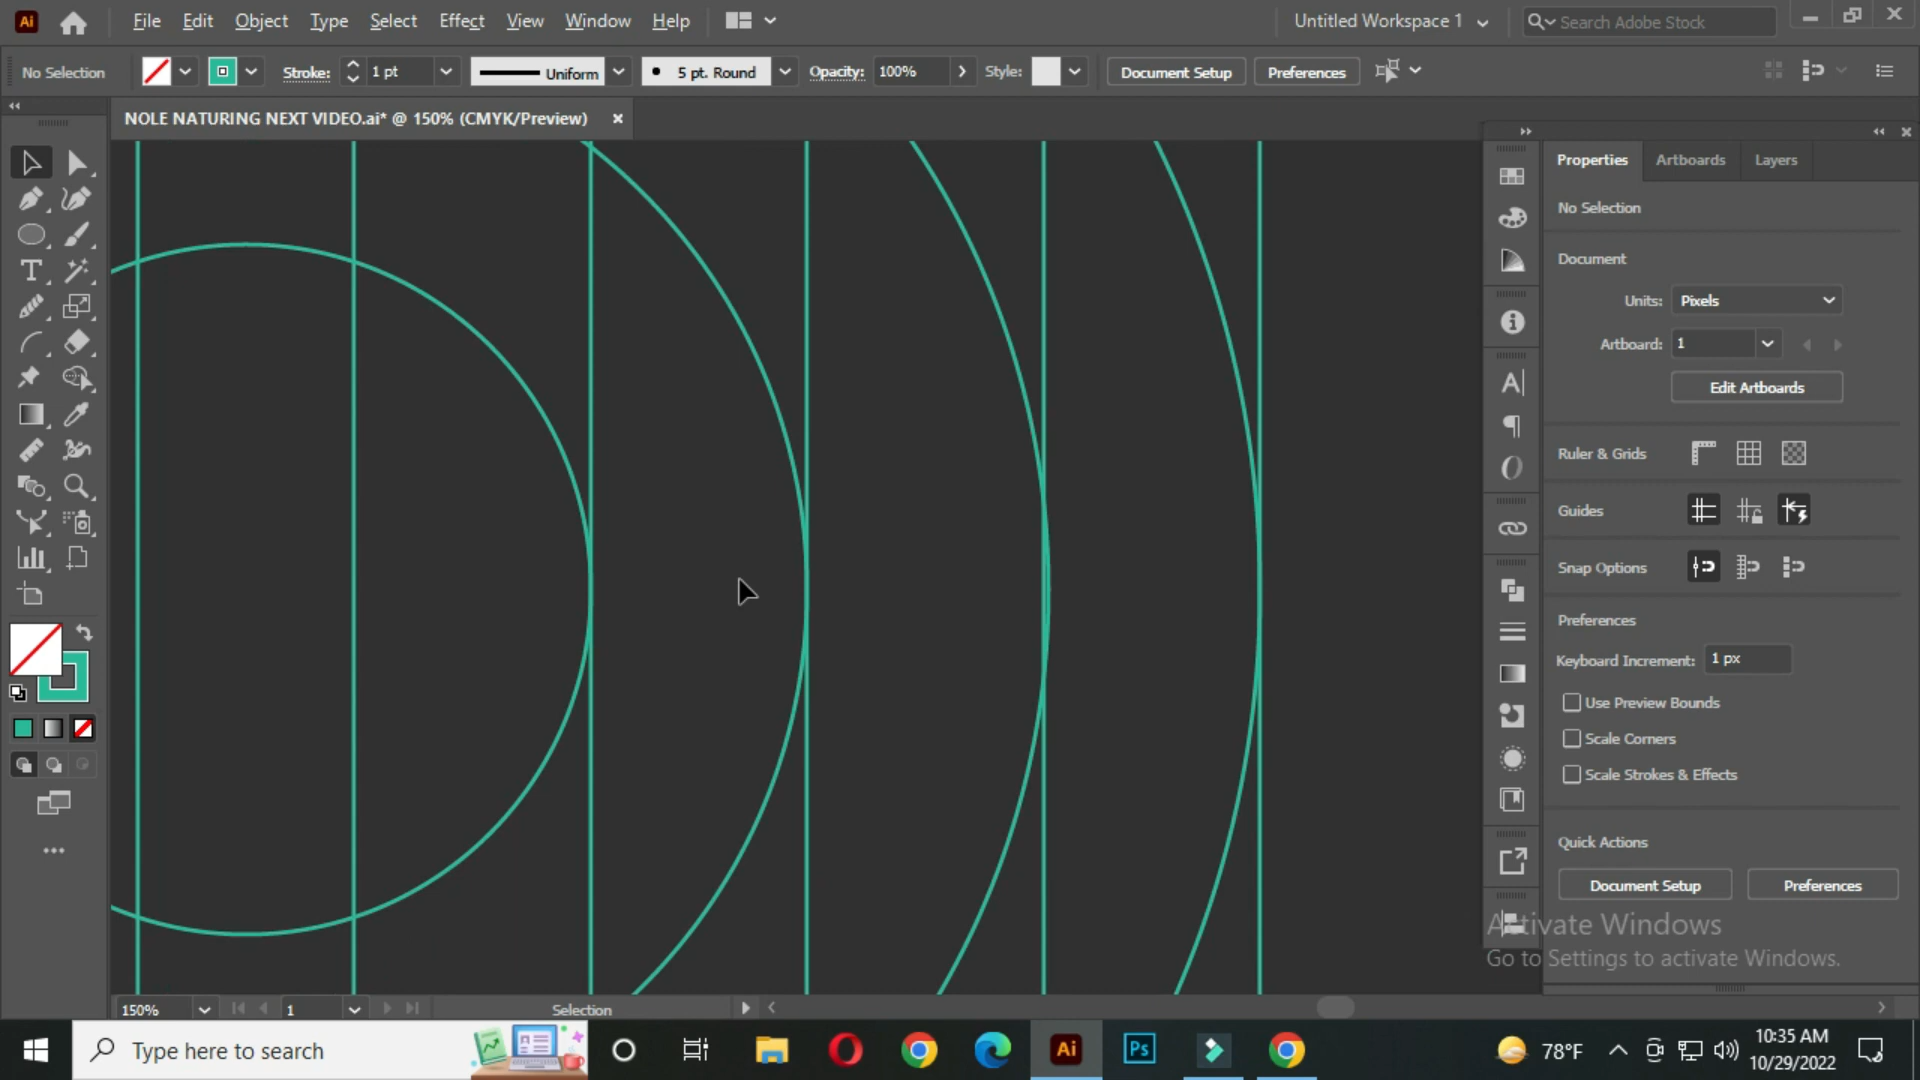 Ai File Edit Object Type Select Effect View Window Help Untitled Workspace 1 Search Adobe Stock
No Selection Stroke: 1 pt Uniform 5 pt. Round Opacity: 100% Style: Document Setup Preferences
NOLE NATURING NEXT VIDEO.ai* @ 150% (CMYK/Preview)
Properties Artboards Layers
No Selection
Document
Units: Pixels
Artboard: 1
Edit Artboards
Ruler & Grids
Guides
Snap Options
Preferences
Keyboard Increment: 1 px
Use Preview Bounds
Scale Corners
Scale Strokes & Effects
Quick Actions
Document Setup Preferences
Activate Windows
Go to Settings to activate Windows.
150% 1 Selection
Type here to search Ai Ps 78°F 10:35 AM
10/29/2022